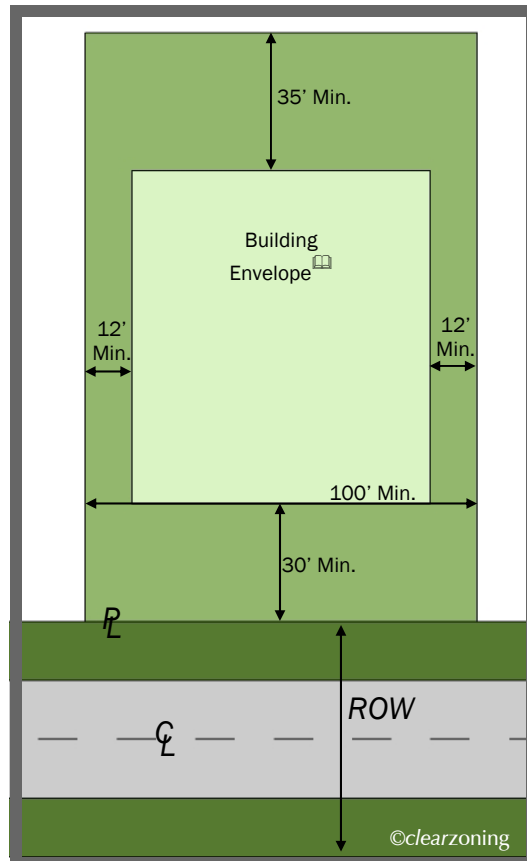 35' Min.
Building
Envelope
12'
Min.
12'
Min.
100' Min.
30' Min.
PL
CL
ROW
©clearzoning